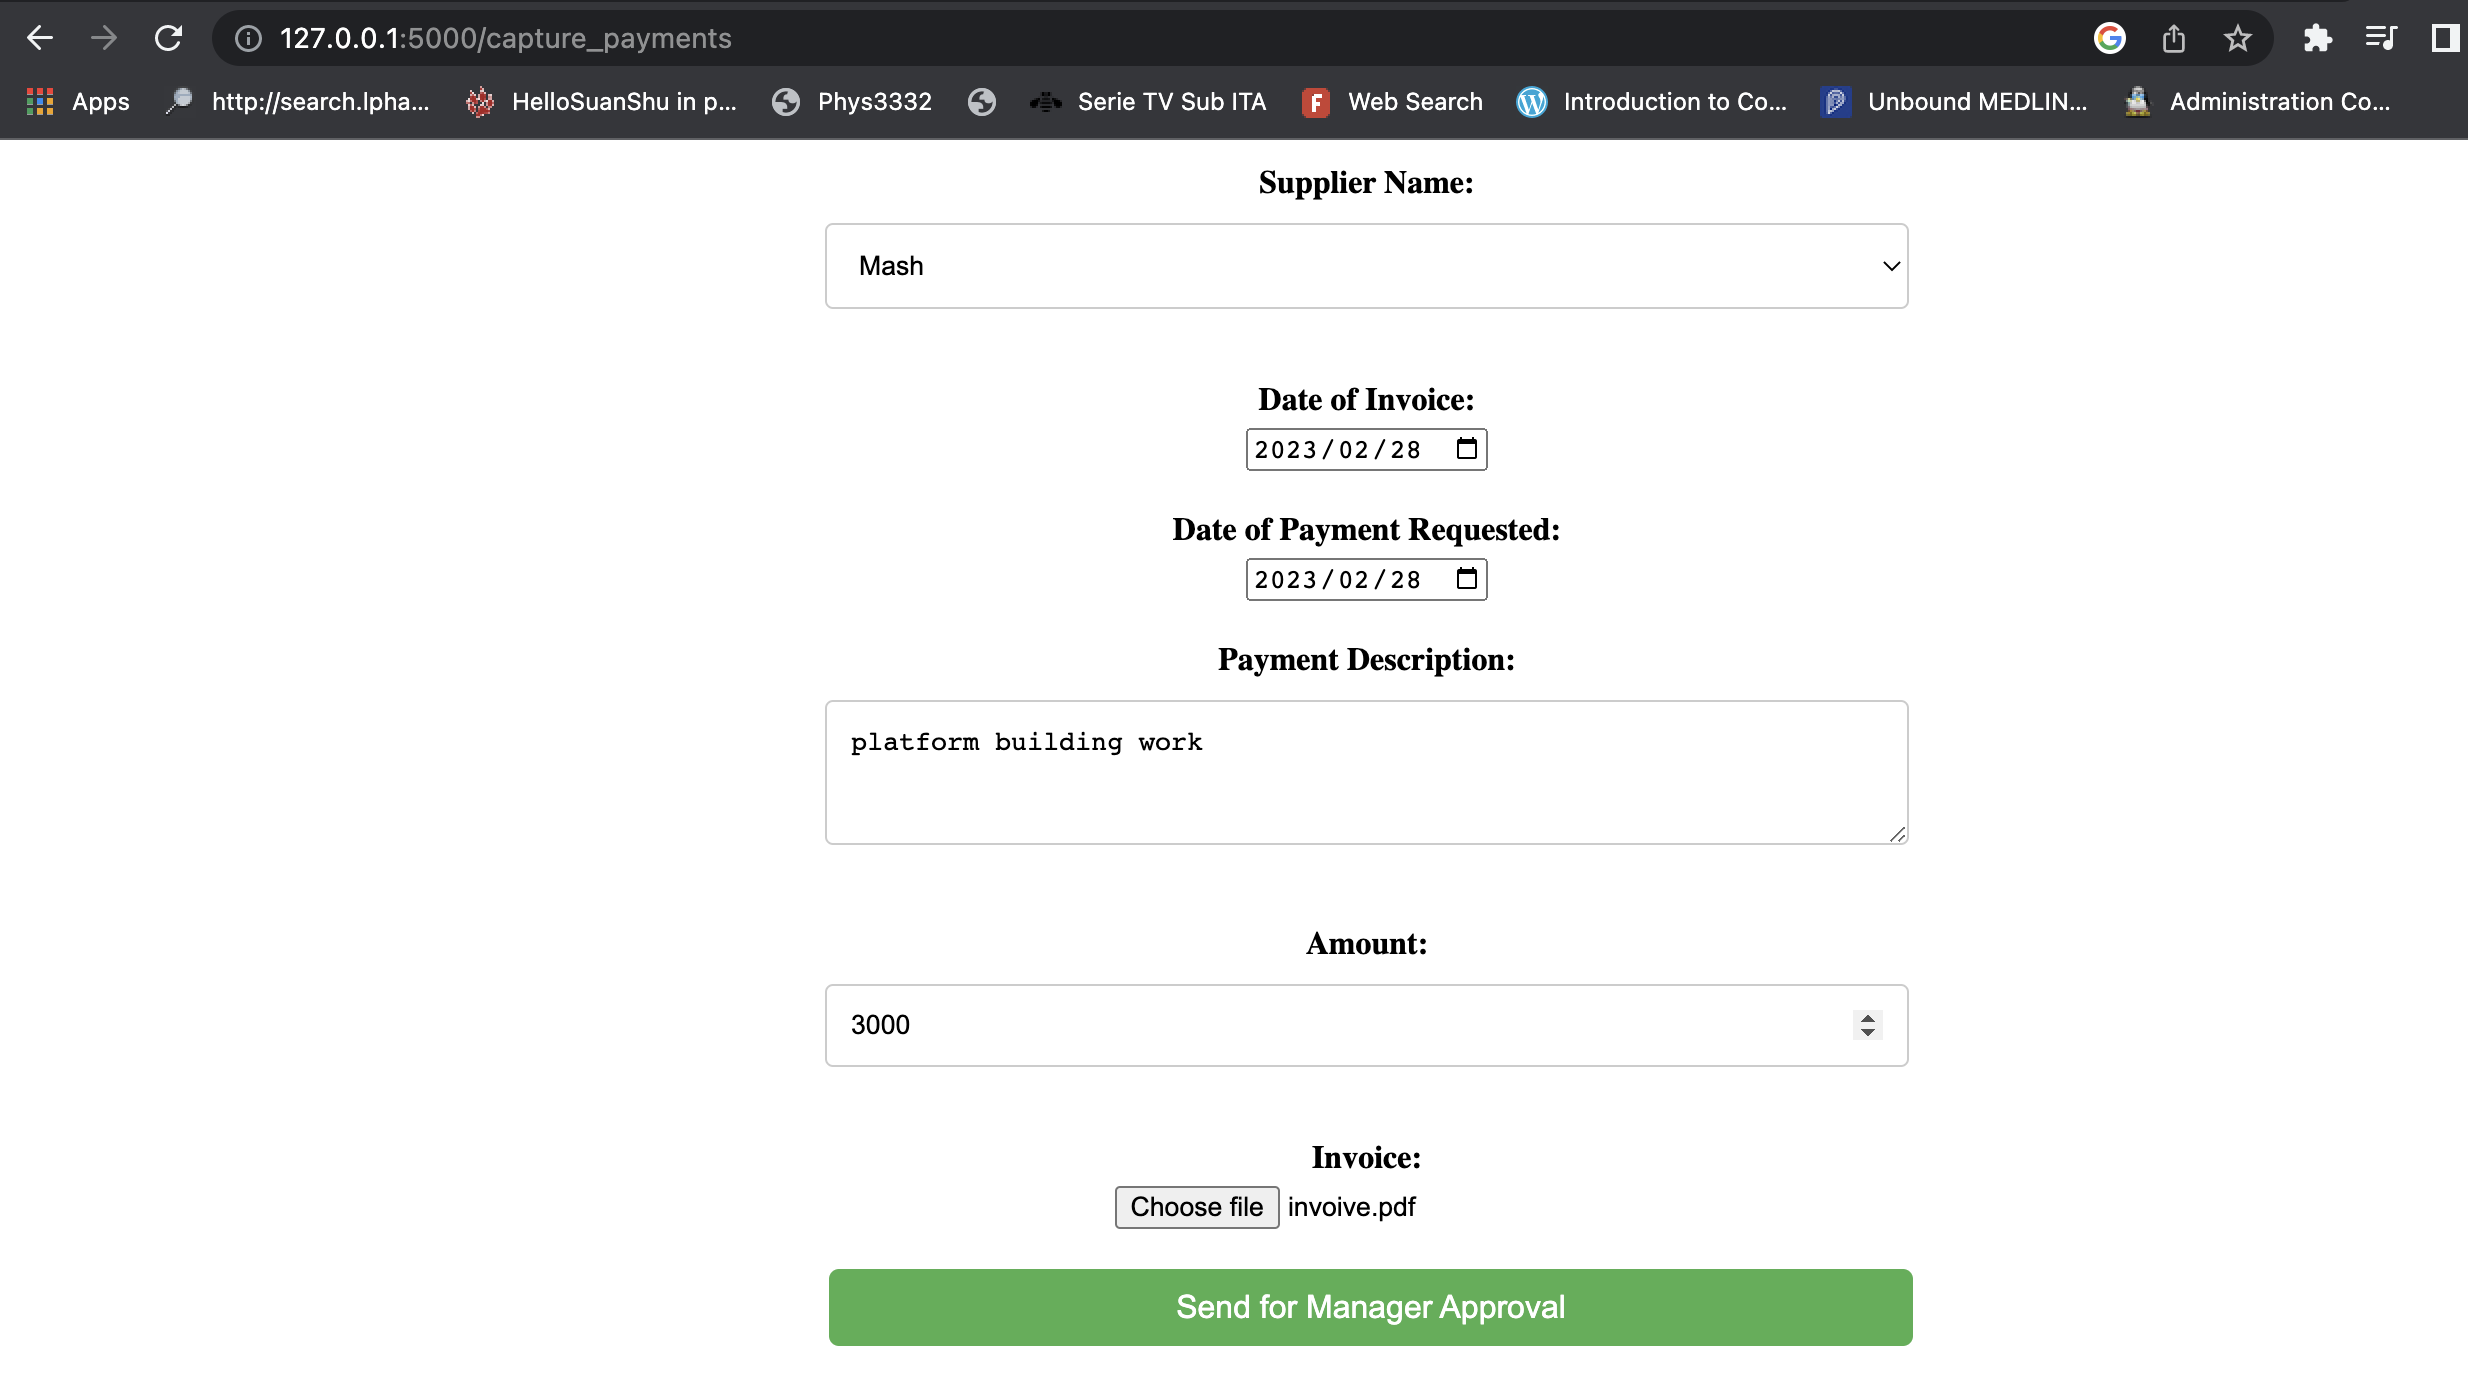 127.0.0.1:5000/capture_payments
Apps http://search.lpha... HelloSuanShu in p... Phys3332 Serie TV Sub ITA F Web Search Introduction to Co... Unbound MEDLIN... Administration Co...
Supplier Name:
Mash
Date of Invoice:
2023/02/28
Date of Payment Requested:
2023/02/28
Payment Description:
platform building work
Amount:
3000
Invoice:
Choose file invoive.pdf
Send for Manager Approval